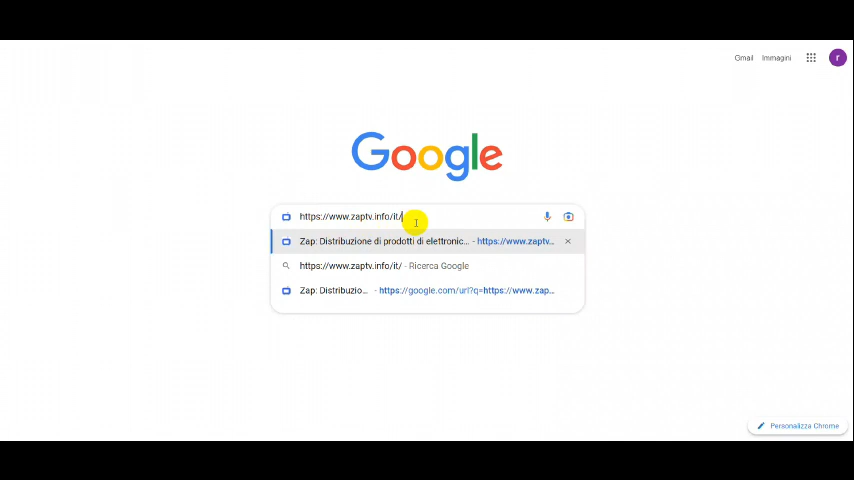 Gmail Immagini r
Google
https://www.zaptv.info/it/
Zap: Distribuzione di prodotti di elettronic... - https://www.zaptv...
https://www.zaptv.info/it/ - Ricerca Google
Zap: Distribuzio... - https://google.com/url?q=https://www.zap...
Personalizza Chrome